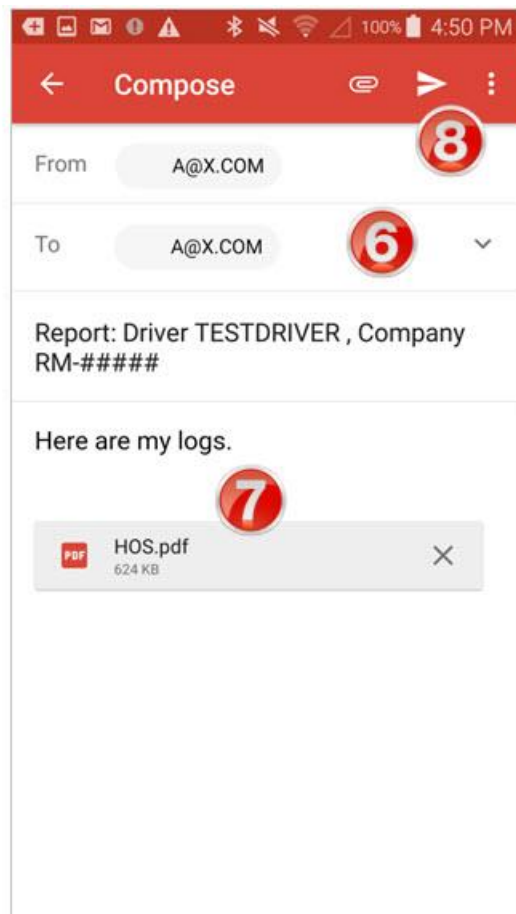 100% 4:50 PM
Compose
8
From A@X.COM
To A@X.COM 6
Report: Driver TESTDRIVER , Company
RM-#####
Here are my logs.
7
PDF HOS.pdf
624 KB